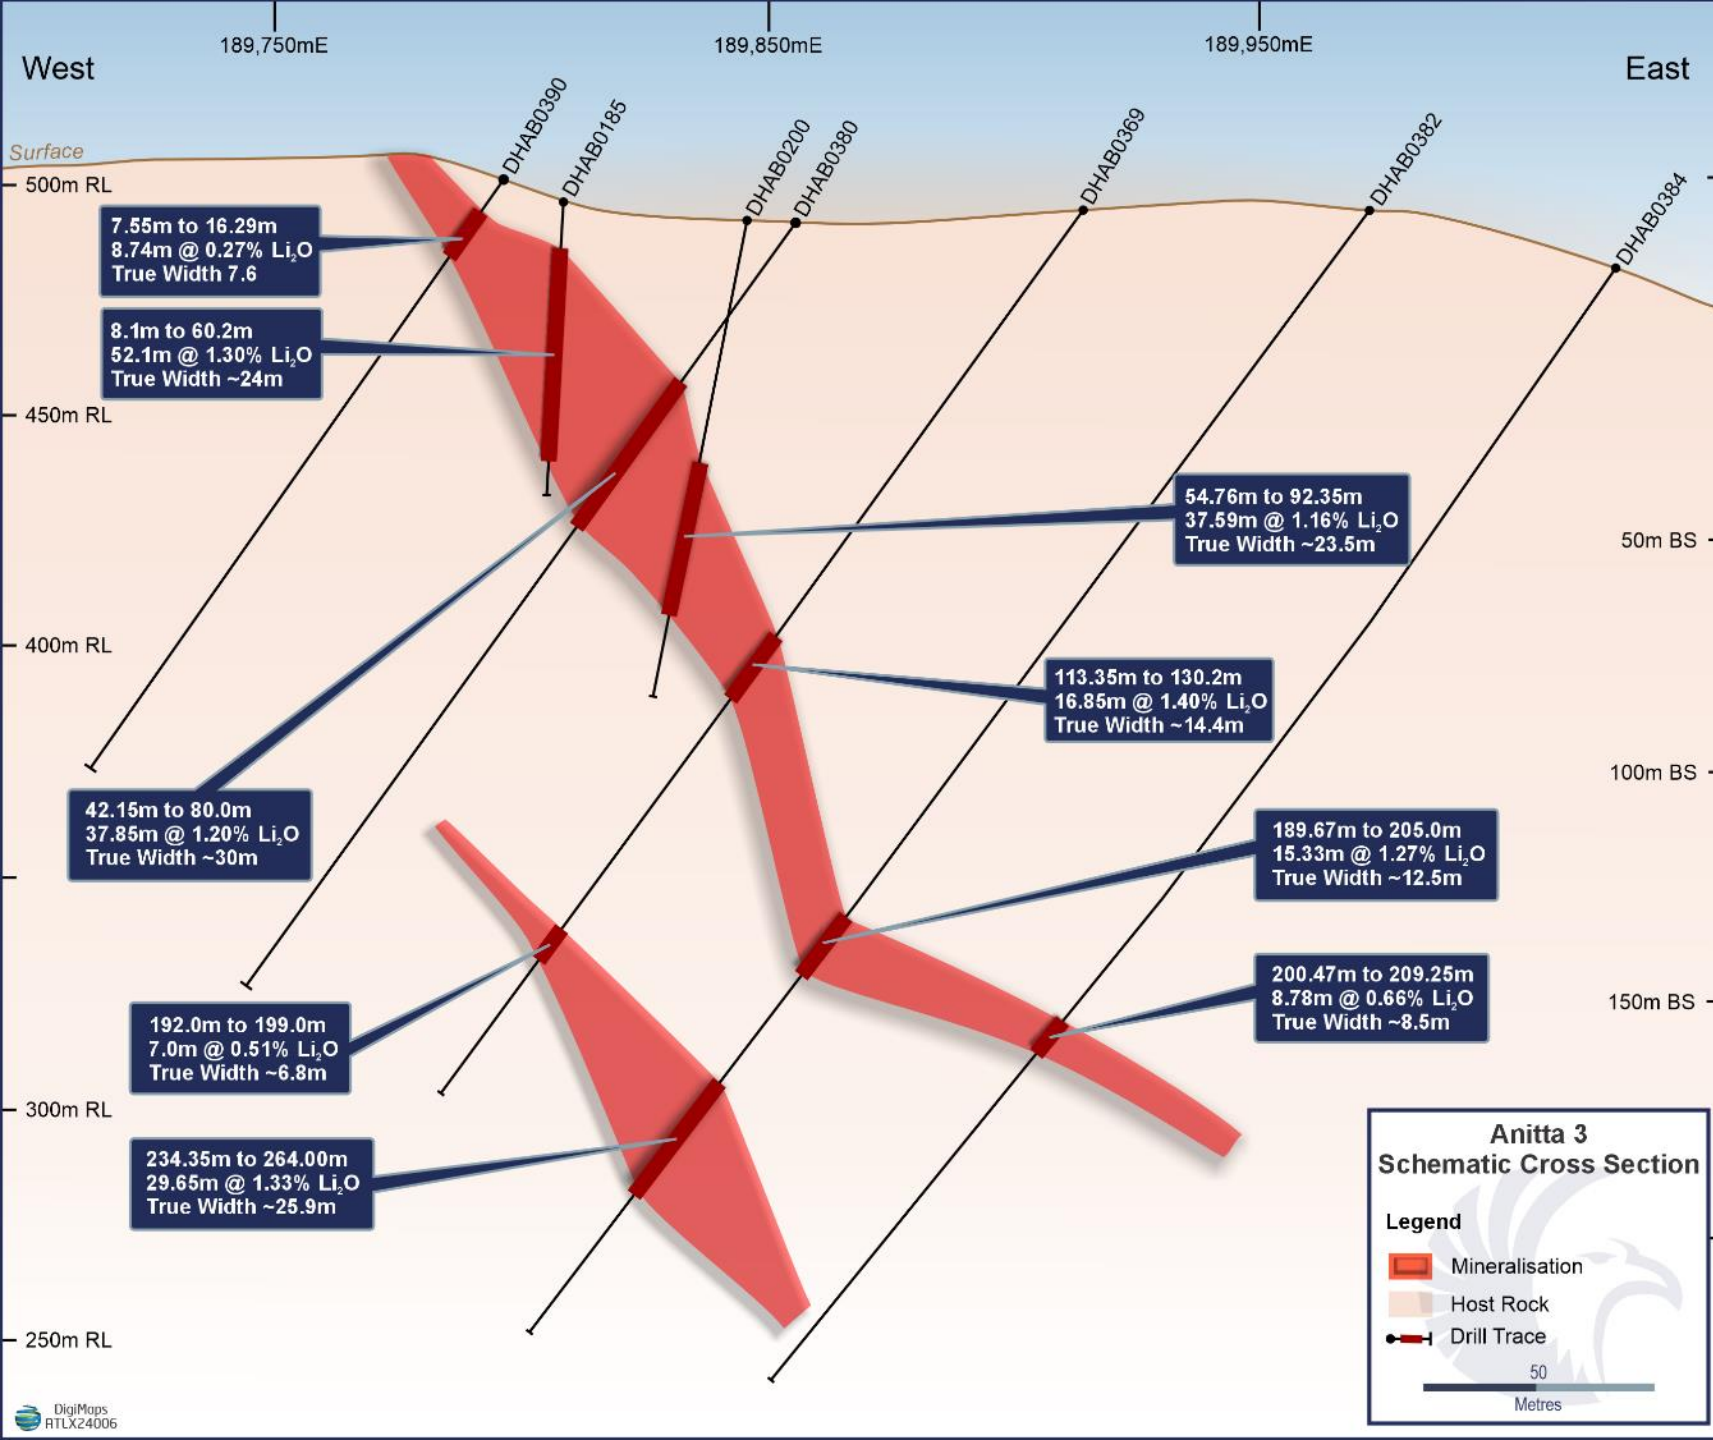 189,750mE
189,850mE
189,950mE
West
East
DHAB0390
DHAB0185
DHAB0200
DHAB0380
DHAB0369
DHAB0382
DHAB0384
Surface
500m RL
450m RL
400m RL
300m RL
250m RL
50m BS
100m BS
150m BS
7.55m to 16.29m
8.74m @ 0.27% Li₂O
True Width 7.6
8.1m to 60.2m
52.1m @ 1.30% Li₂O
True Width ~24m
54.76m to 92.35m
37.59m @ 1.16% Li₂O
True Width ~23.5m
113.35m to 130.2m
16.85m @ 1.40% Li₂O
True Width ~14.4m
42.15m to 80.0m
37.85m @ 1.20% Li₂O
True Width ~30m
189.67m to 205.0m
15.33m @ 1.27% Li₂O
True Width ~12.5m
200.47m to 209.25m
8.78m @ 0.66% Li₂O
True Width ~8.5m
192.0m to 199.0m
7.0m @ 0.51% Li₂O
True Width ~6.8m
234.35m to 264.00m
29.65m @ 1.33% Li₂O
True Width ~25.9m
Anitta 3
Schematic Cross Section
Legend
Mineralisation
Host Rock
Drill Trace
50
Metres
DigiMaps
ATLX24006